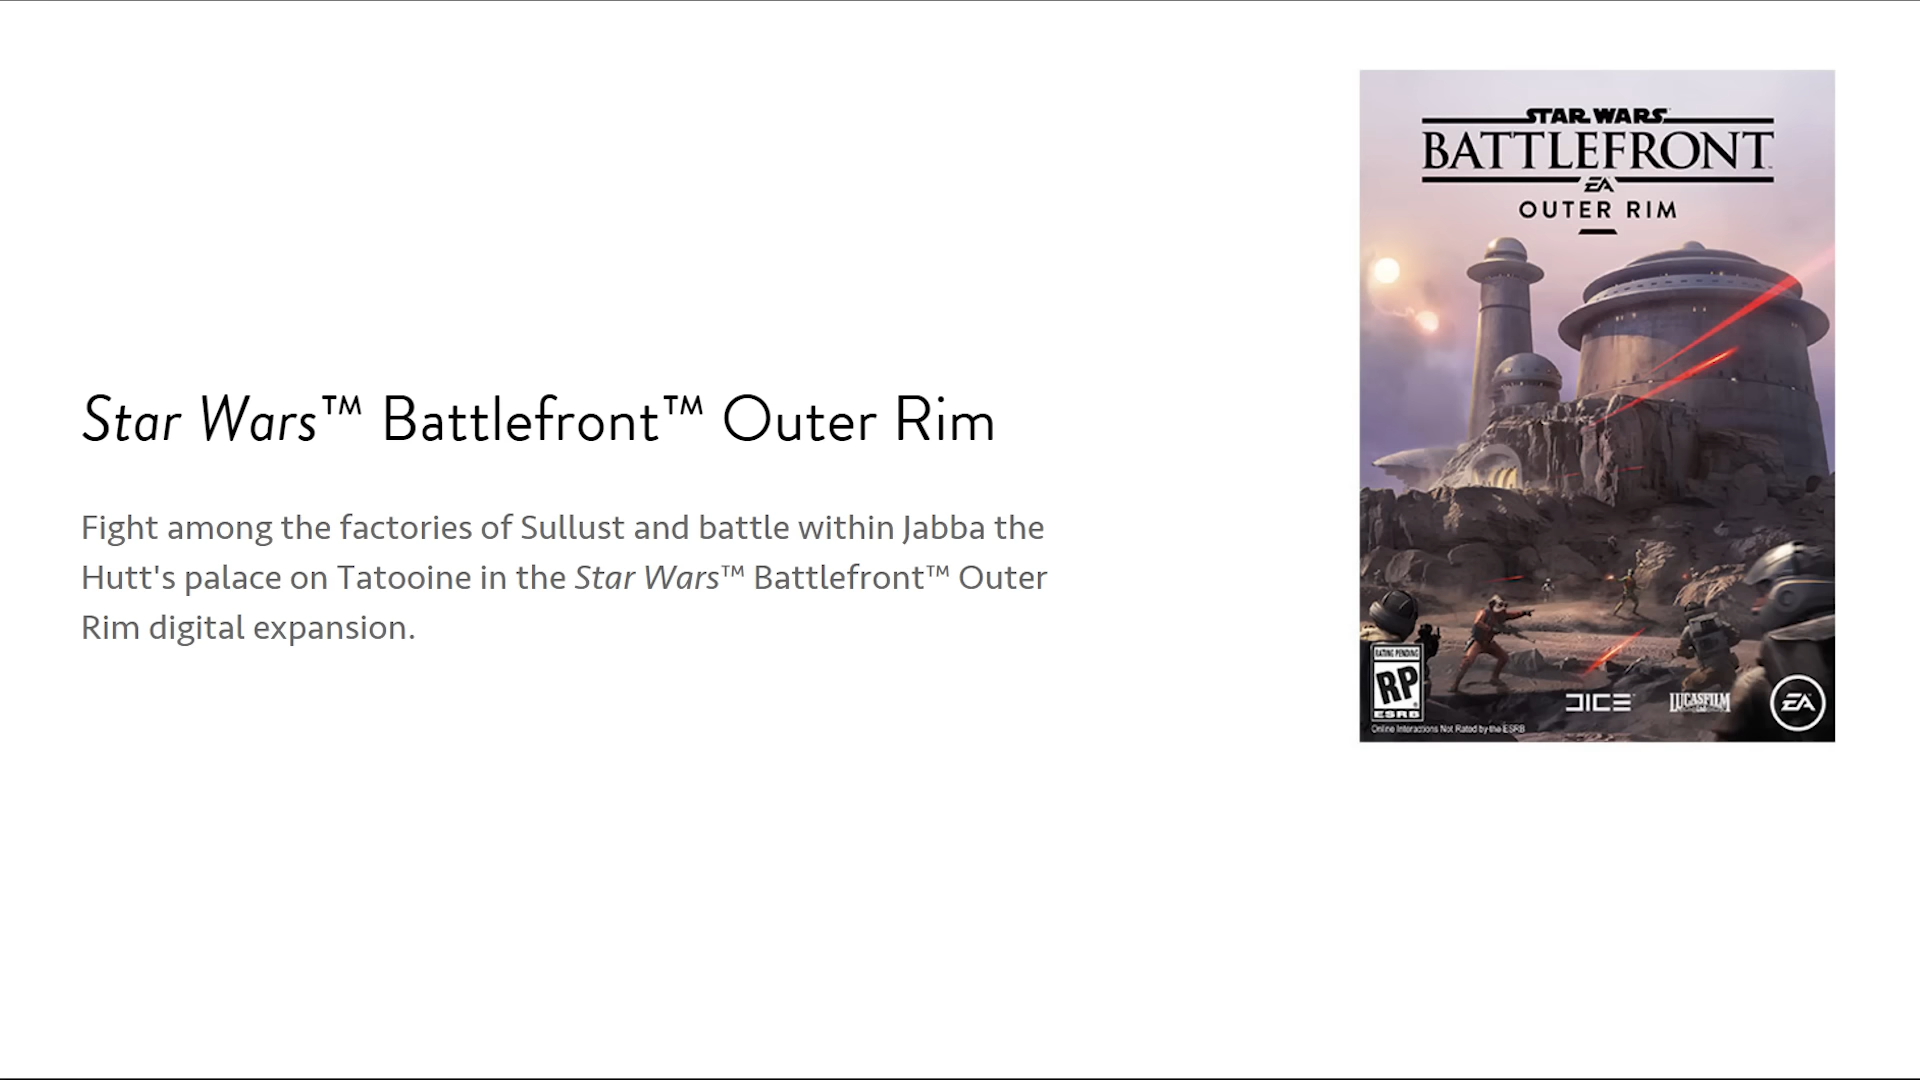 Star Wars™ Battlefront™ Outer Rim
Fight among the factories of Sullust and battle within Jabba the
Hutt's palace on Tatooine in the Star Wars™ Battlefront™ Outer
Rim digital expansion.
STAR WARS
BATTLEFRONT
EA
OUTER RIM
RATING PENDING
RP
ESRB
DICE
LUCASFILM
EA
Online Interactions Not Rated by the ESRB